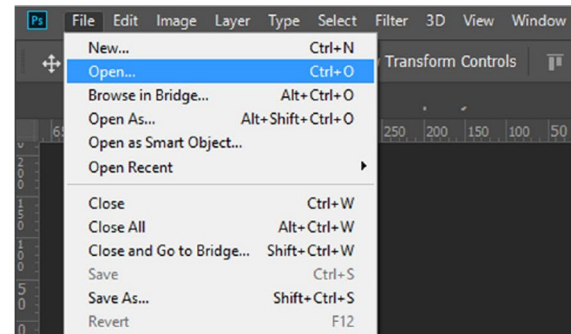 Ps File Edit Image Layer Type Select Filter 3D View Window
New... Ctrl+N
Transform Controls
Open... Ctrl+O
Browse in Bridge... Alt+Ctrl+O
Open As... Alt+Shift+Ctrl+O
250 200 150 100 50
Open as Smart Object...
Open Recent
Close Ctrl+W
Close All Alt+Ctrl+W
Close and Go to Bridge... Shift+Ctrl+W
Save Ctrl+S
Save As... Shift+Ctrl+S
Revert F12